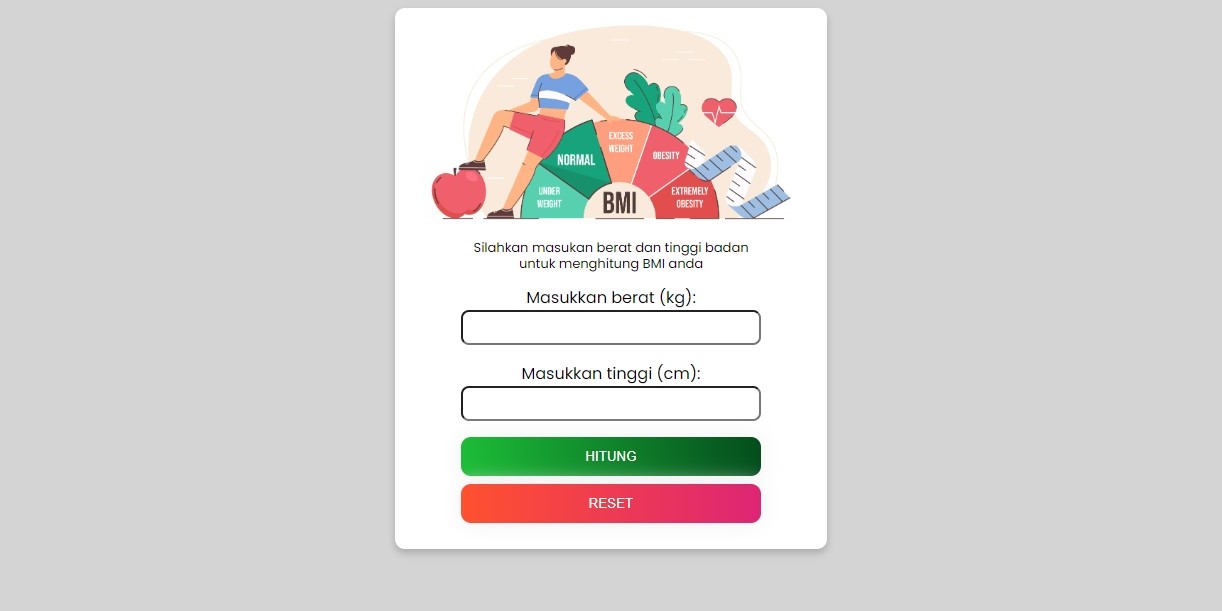 EXCESS
WEIGHT
NORMAL
OBESITY
UNDER
WEIGHT
BMI
EXTREMELY
OBESITY
Silahkan masukan berat dan tinggi badan
untuk menghitung BMI anda
Masukkan berat (kg):
Masukkan tinggi (cm):
HITUNG
RESET